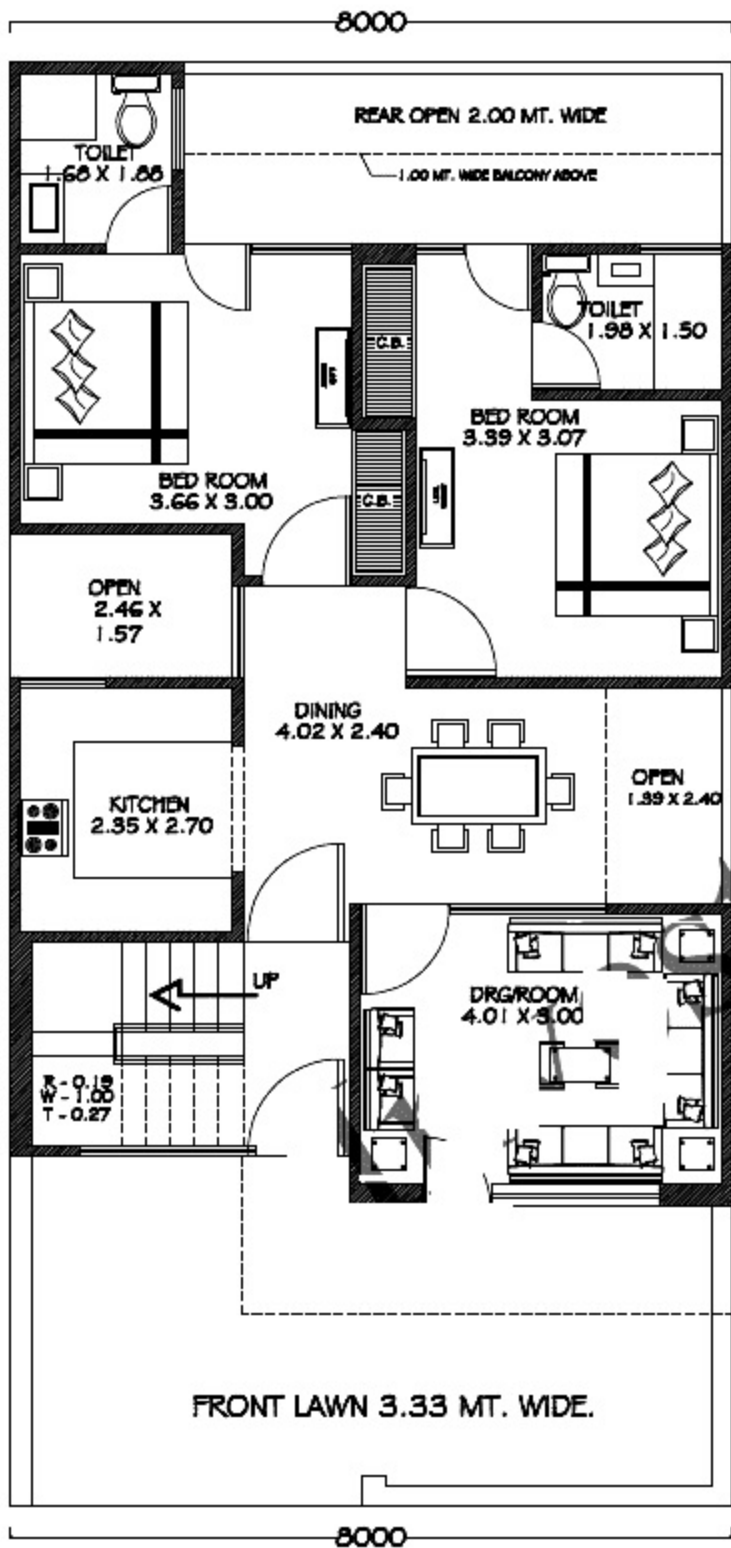 8000
REAR OPEN 2.00 MT. WIDE
1.00 MT. WIDE BALCONY ABOVE
TOILET
1.68 X 1.88
TOILET
1.98 X 1.50
C.B.
BED ROOM
3.39 X 3.07
BED ROOM
3.66 X 3.00
C.B.
OPEN
2.46 X
1.57
DINING
4.02 X 2.40
OPEN
1.39 X 2.40
KITCHEN
2.35 X 2.70
UP
DRG/ROOM
4.01 X 3.00
R - 0.19
W - 1.00
T - 0.27
FRONT LAWN 3.33 MT. WIDE.
8000